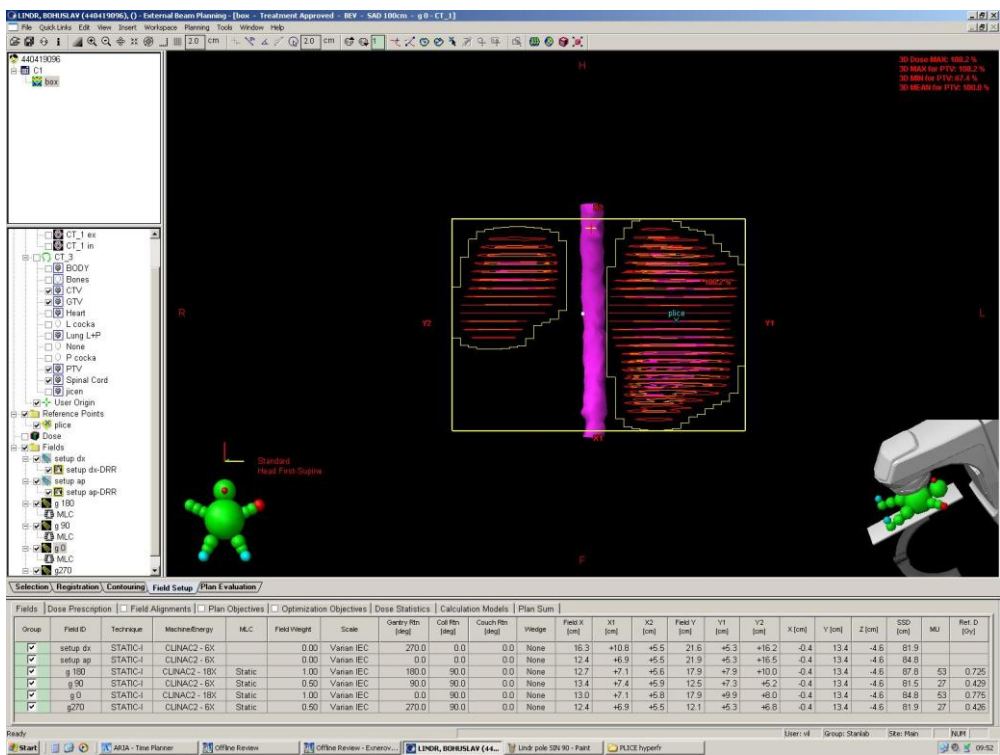 LINDR, BOHUSLAV (440419096), () - External Beam Planning - [box - Treatment Approved - BEV - SAD 100cm - g 0 - CT_1]
File Quick Links Edit View Insert Workspace Planning Tools Window Help
2.0 cm 2.0 cm 1
440419096
C1
box
H
3D Dose MAX: 108.2 %
3D MAX for PTV: 108.2 %
3D MIN for PTV: 67.4 %
3D MEAN for PTV: 100.0 %
CT_1 ex
CT_1 in
CT_3
BODY
Bones
CTV
GTV
Heart
L cocka
Lung L+P
None
P cocka
PTV
Spinal Cord
jicen
User Origin
Reference Points
plice
Dose
Fields
setup dx
setup dx-DRR
setup ap
setup ap-DRR
g 180
MLC
g 90
MLC
g 0
MLC
g270
R
Y2
108.2 %
plice
Y1
L
X1
Standard
Head First-Supine
F
Selection Registration Contouring Field Setup Plan Evaluation
Fields Dose Prescription Field Alignments Plan Objectives Optimization Objectives Dose Statistics Calculation Models Plan Sum
Group Field ID Technique Machine/Energy MLC Field Weight Scale Gantry Rtn [deg] Coll Rtn [deg] Couch Rtn [deg] Wedge Field X [cm] X1 [cm] X2 [cm] Field Y [cm] Y1 [cm] Y2 [cm] X [cm] Y [cm] Z [cm] SSD [cm] MU Ref. D [Gy]
setup dx STATIC-I CLINAC2 - 6X 0.00 Varian IEC 270.0 0.0 0.0 None 16.3 +10.8 +5.5 21.6 +5.3 +16.2 -0.4 13.4 -4.6 81.3
setup ap STATIC-I CLINAC2 - 6X 0.00 Varian IEC 0.0 0.0 0.0 None 12.4 +6.9 +5.5 21.9 +5.3 +16.5 -0.4 13.4 -4.6 84.8
g 180 STATIC-I CLINAC2 - 18X Static 1.00 Varian IEC 180.0 90.0 0.0 None 12.7 +7.1 +5.6 17.9 +7.9 +10.0 -0.4 13.4 -4.6 87.8 53 0.725
g 90 STATIC-I CLINAC2 - 6X Static 0.50 Varian IEC 90.0 90.0 0.0 None 13.4 +7.4 +5.9 12.5 +7.3 +5.2 -0.4 13.4 -4.6 81.5 27 0.429
g 0 STATIC-I CLINAC2 - 18X Static 1.00 Varian IEC 0.0 90.0 0.0 None 13.0 +7.1 +5.8 17.9 +9.9 +8.0 -0.4 13.4 -4.6 84.8 53 0.775
g270 STATIC-I CLINAC2 - 6X Static 0.50 Varian IEC 270.0 90.0 0.0 None 12.4 +6.9 +5.5 12.1 +5.3 +6.8 -0.4 13.4 -4.6 81.9 27 0.426
Ready User: vil Group: Stanlab Site: Main NUM
Start ARIA - Time Planner Offline Review Offline Review - Exnerov... LINDR, BOHUSLAV (44... Lindr pole SIN 90 - Paint PLICE hyperfr 09:52